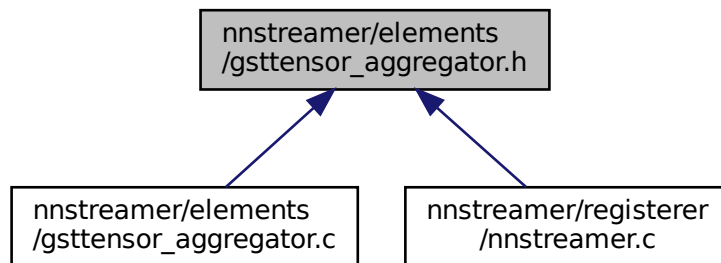 nnstreamer/elements
/gsttensor_aggregator.h
nnstreamer/elements
/gsttensor_aggregator.c
nnstreamer/registerer
/nnstreamer.c